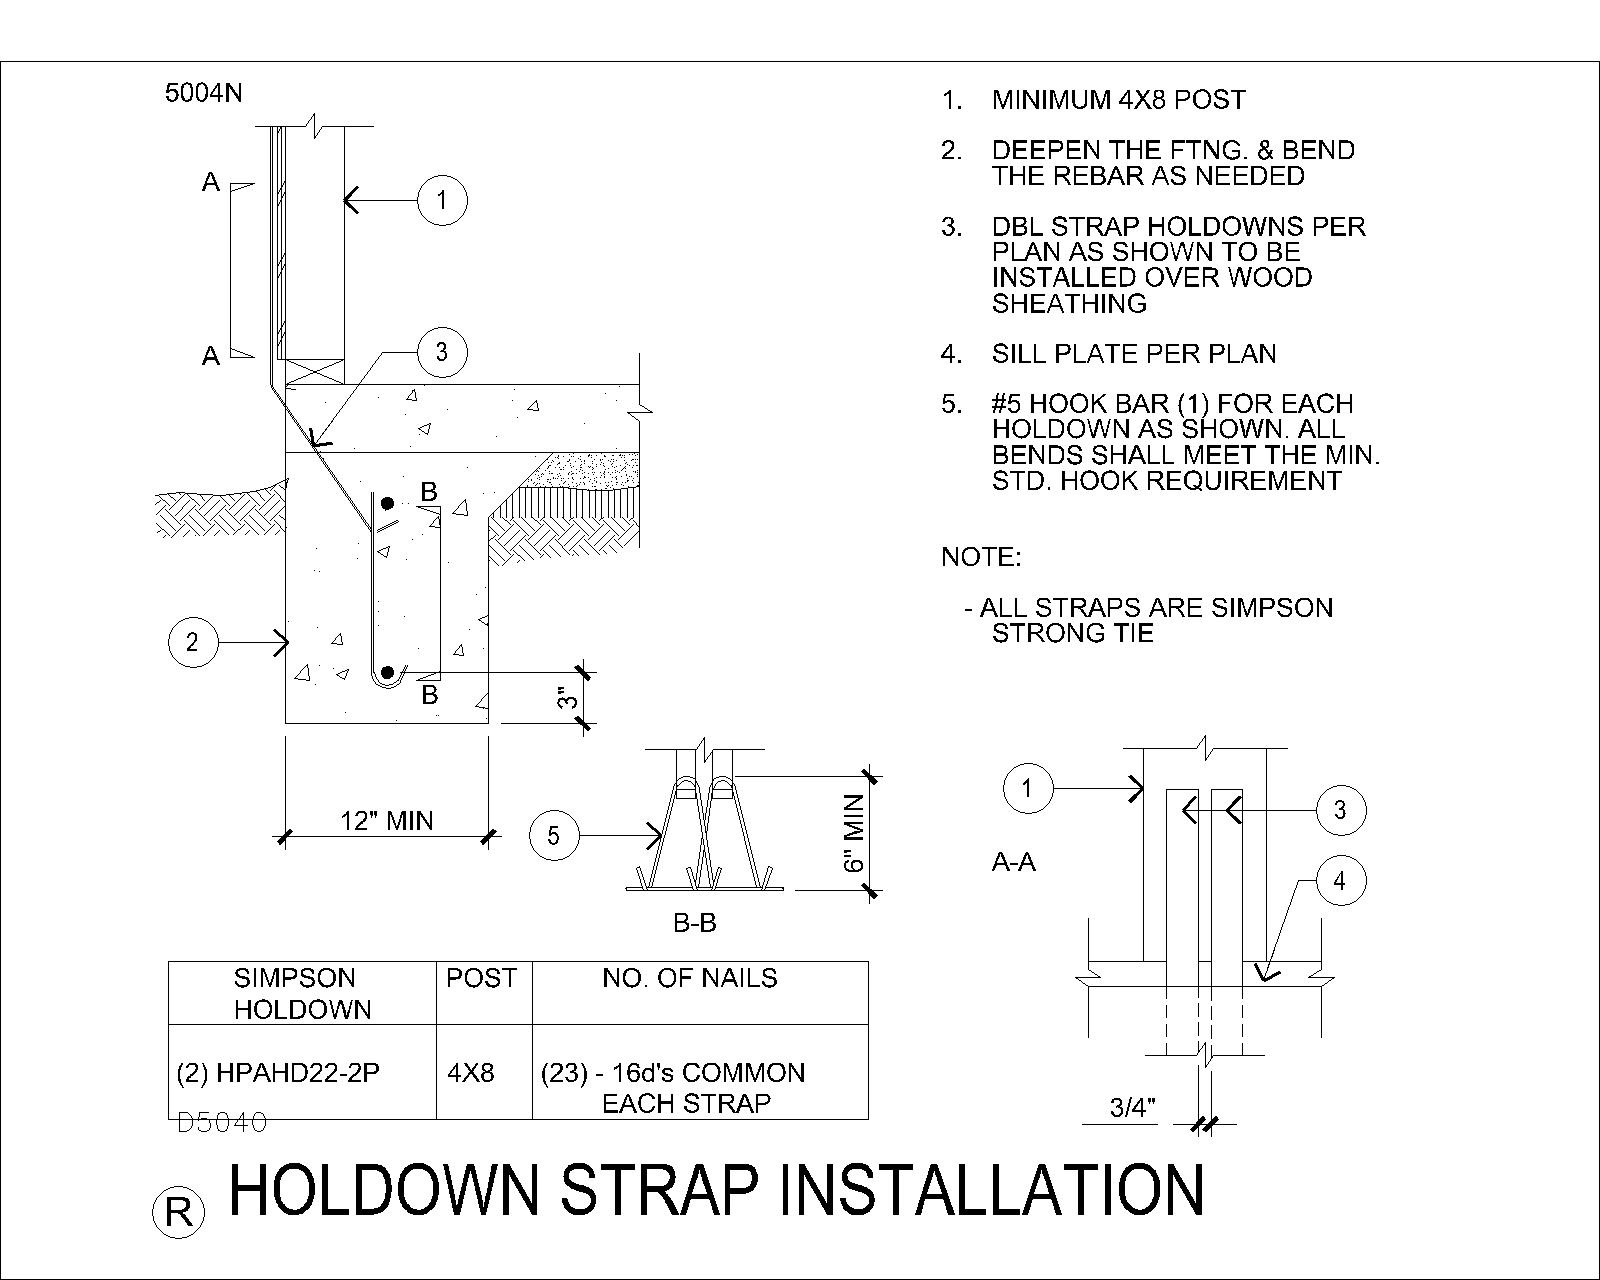 5004N
A
1
A
3
B
2
B
3"
12" MIN
1. MINIMUM 4X8 POST
2. DEEPEN THE FTNG. & BEND
THE REBAR AS NEEDED
3. DBL STRAP HOLDOWNS PER
PLAN AS SHOWN TO BE
INSTALLED OVER WOOD
SHEATHING
4. SILL PLATE PER PLAN
5. #5 HOOK BAR (1) FOR EACH
HOLDOWN AS SHOWN. ALL
BENDS SHALL MEET THE MIN.
STD. HOOK REQUIREMENT
NOTE:
- ALL STRAPS ARE SIMPSON
STRONG TIE
5
6" MIN
B-B
1
3
A-A
4
3/4"
SIMPSON POST NO. OF NAILS
HOLDOWN
(2) HPAHD22-2P 4X8 (23) - 16d's COMMON
EACH STRAP
D5040
R HOLDOWN STRAP INSTALLATION